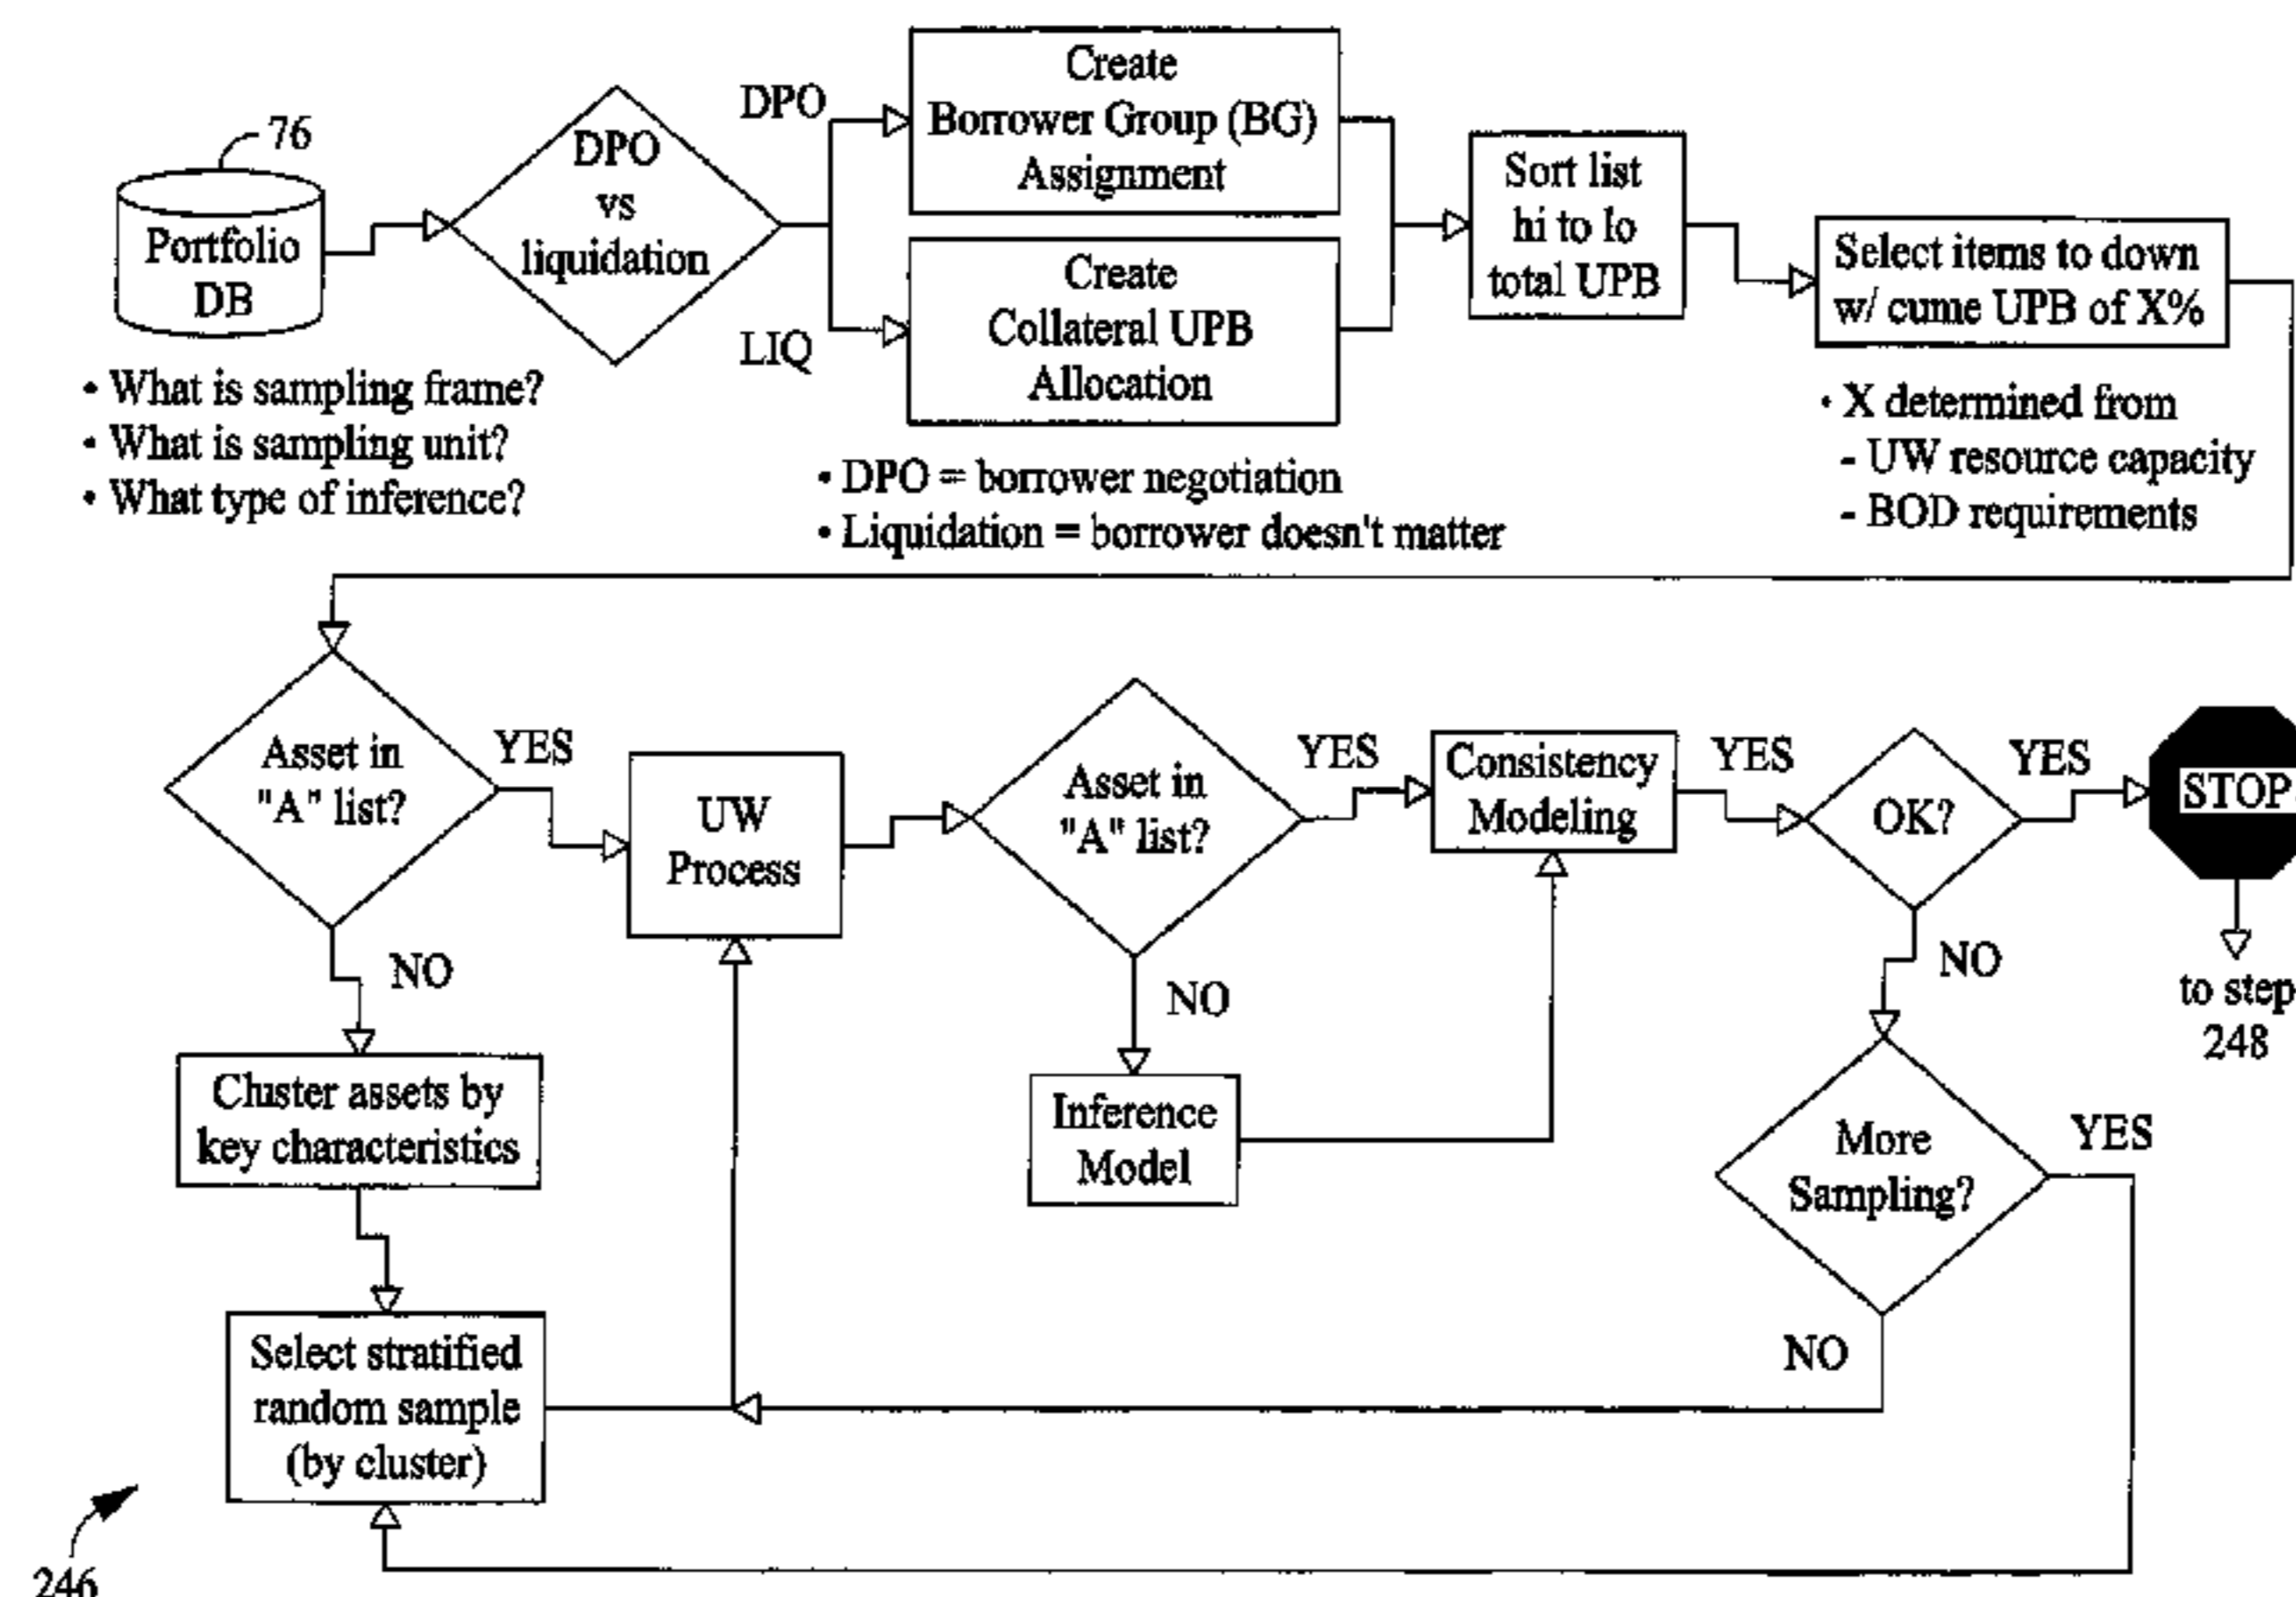 76
Portfolio
DB
• What is sampling frame?
• What is sampling unit?
• What type of inference?
DPO
vs
liquidation
DPO
LIQ
Create
Borrower Group (BG)
Assignment
Create
Collateral UPB
Allocation
• DPO = borrower negotiation
• Liquidation = borrower doesn't matter
Sort list
hi to lo
total UPB
Select items to down
w/ cume UPB of X%
• X determined from
- UW resource capacity
- BOD requirements
Asset in
"A" list?
YES
NO
UW
Process
Asset in
"A" list?
YES
NO
Consistency
Modeling
YES
OK?
YES
NO
STOP
to step
248
Cluster assets by
key characteristics
Inference
Model
More
Sampling?
YES
NO
Select stratified
random sample
(by cluster)
246